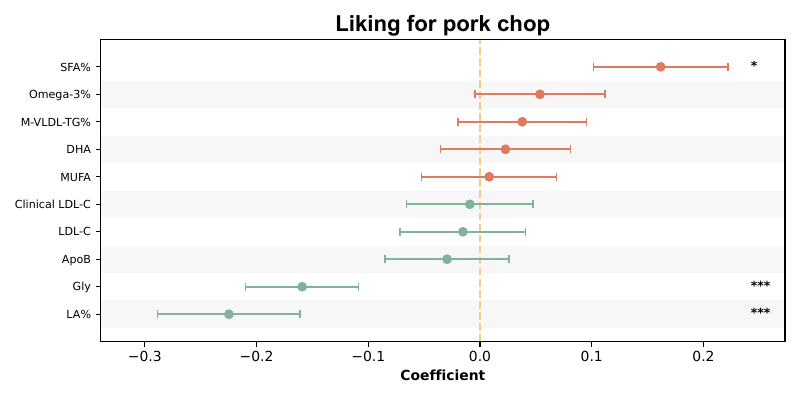 Liking for pork chop
SFA% *
Omega-3%
M-VLDL-TG%
DHA
MUFA
Clinical LDL-C
LDL-C
ApoB
Gly ***
LA% ***
−0.3 −0.2 −0.1 0.0 0.1 0.2
Coefficient